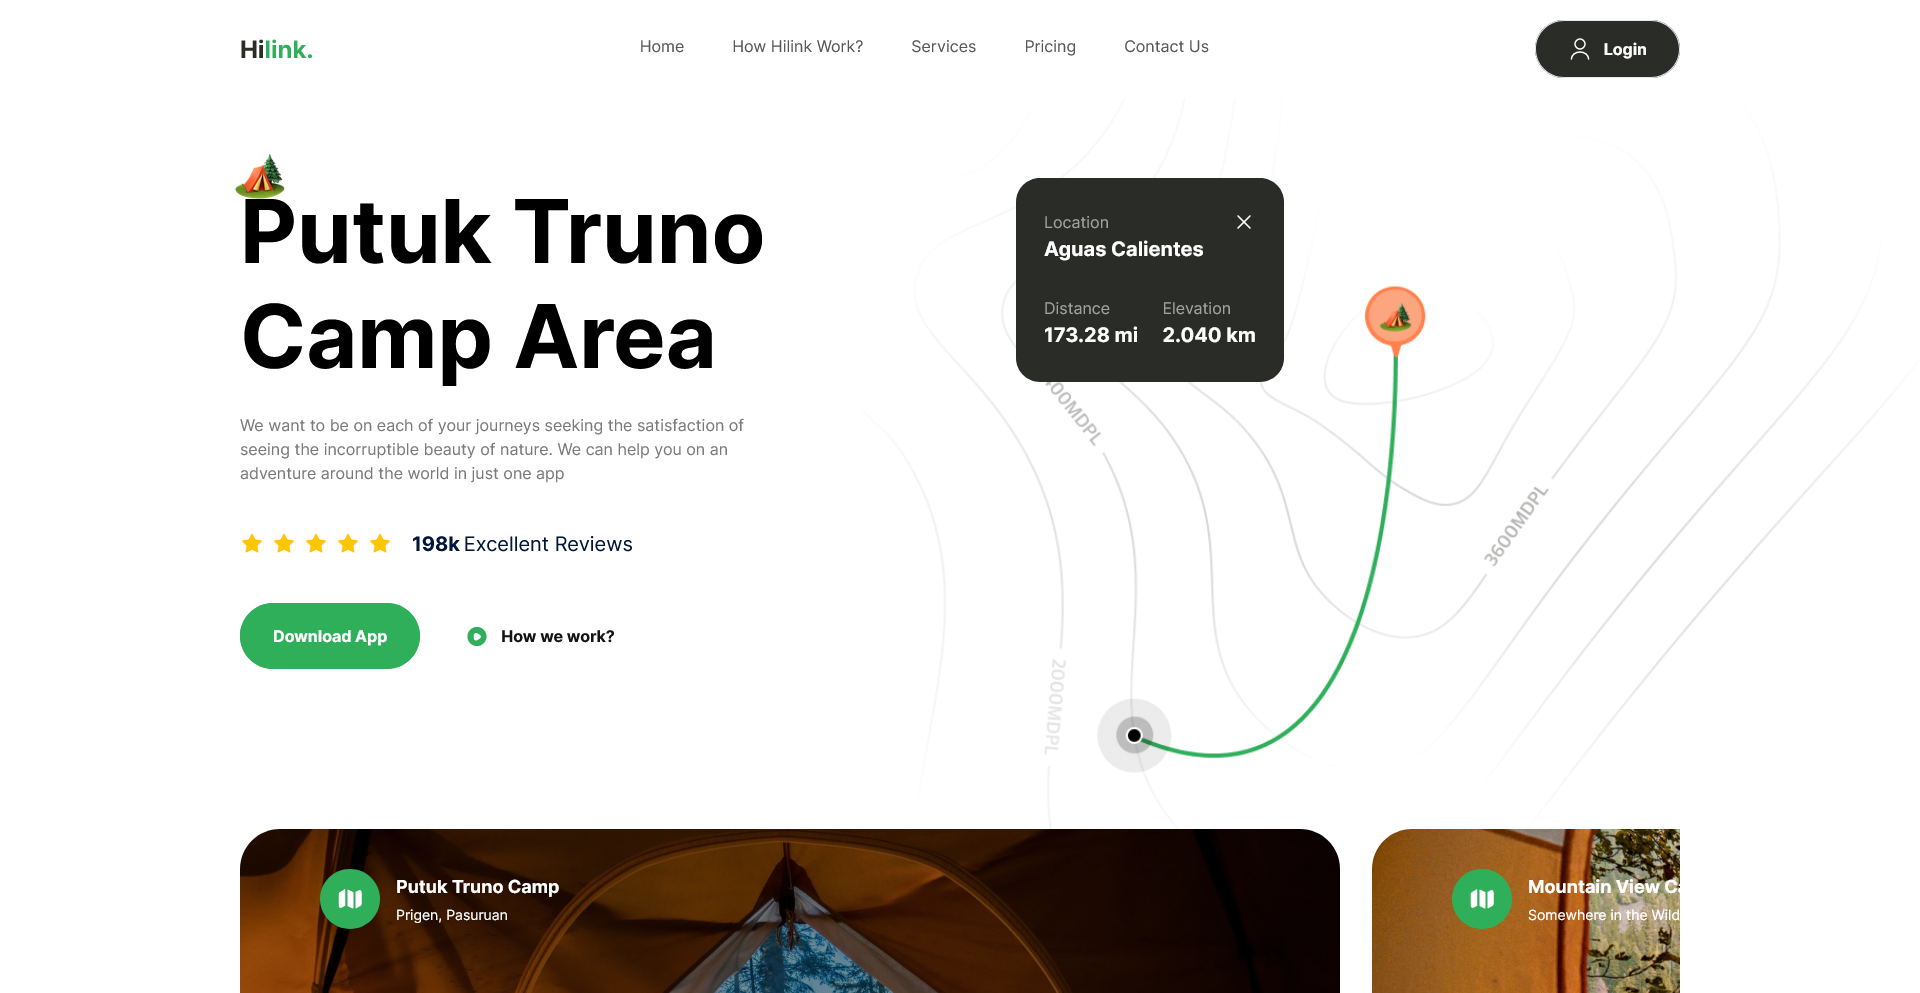 Hilink.
Home
How Hilink Work?
Services
Pricing
Contact Us
Login
Putuk Truno
Camp Area
We want to be on each of your journeys seeking the satisfaction of
seeing the incorruptible beauty of nature. We can help you on an
adventure around the world in just one app
198k Excellent Reviews
Download App
How we work?
Location
Aguas Calientes
Distance
Elevation
173.28 mi
2.040 km
3600MDPL
2000MDPL
Putuk Truno Camp
Prigen, Pasuruan
Mountain View
Somewhere in the Wild